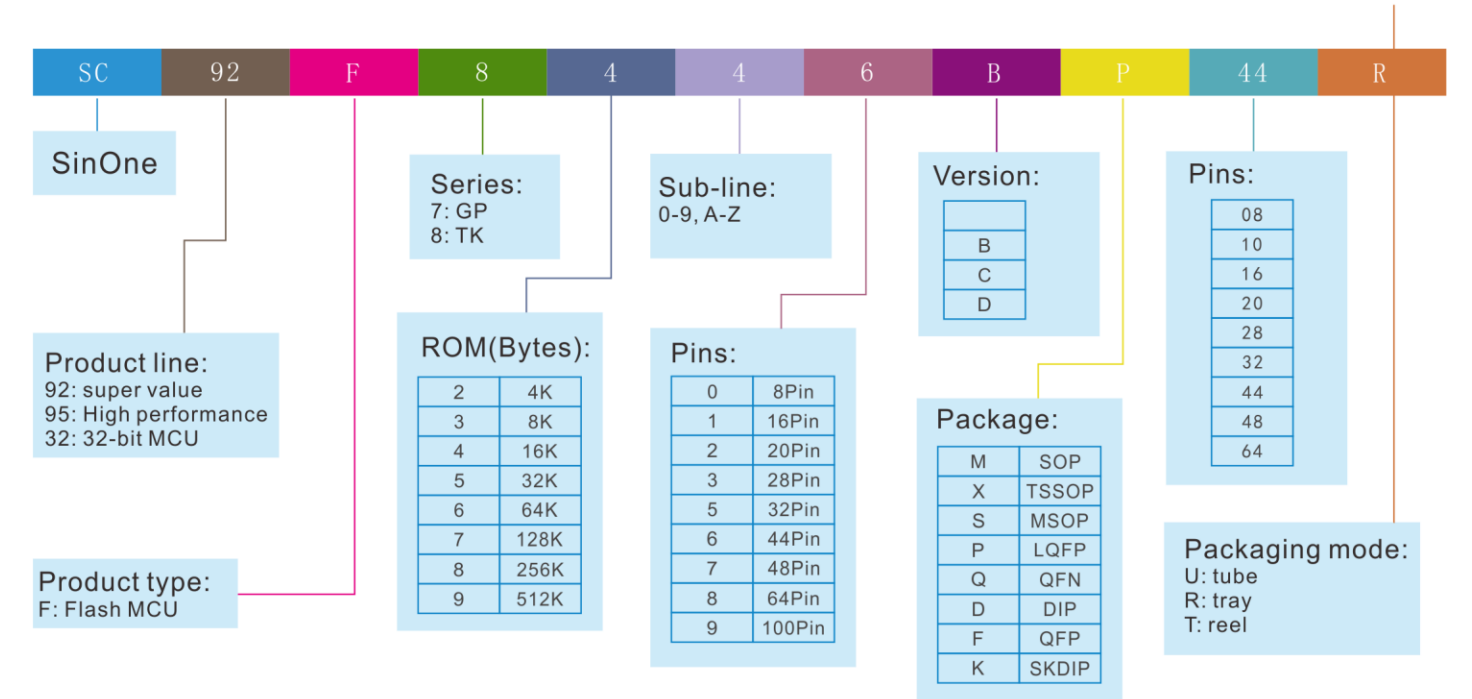 SC 92 F 8 4 4 6 B P 44 R
SinOne
Product line:
92: super value
95: High performance
32: 32-bit MCU
Product type:
F: Flash MCU
Series:
7: GP
8: TK
ROM(Bytes):
2 4K
3 8K
4 16K
5 32K
6 64K
7 128K
8 256K
9 512K
Sub-line:
0-9, A-Z
Pins:
0 8Pin
1 16Pin
2 20Pin
3 28Pin
5 32Pin
6 44Pin
7 48Pin
8 64Pin
9 100Pin
Version:
B
C
D
Package:
M SOP
X TSSOP
S MSOP
P LQFP
Q QFN
D DIP
F QFP
K SKDIP
Pins:
08
10
16
20
28
32
44
48
64
Packaging mode:
U: tube
R: tray
T: reel